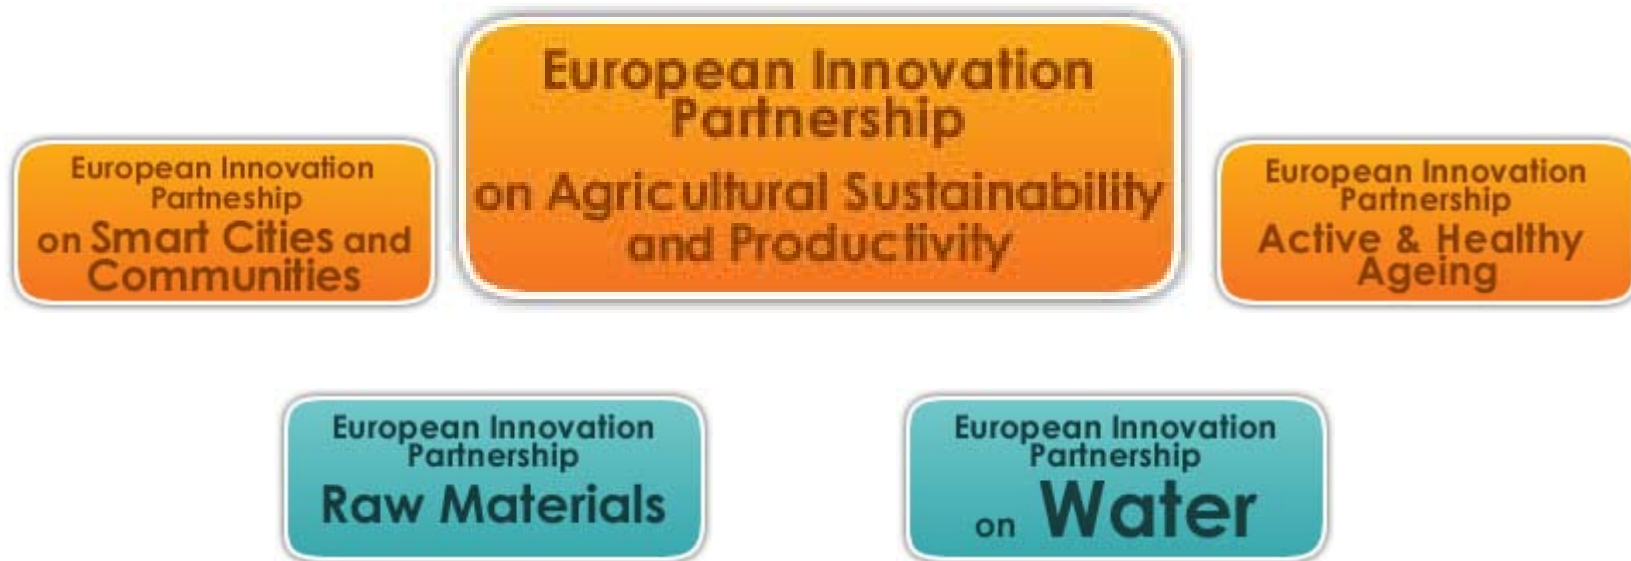 European Innovation
Partnership
on Agricultural Sustainability
and Productivity
European Innovation
Partneship
on Smart Cities and
Communities
European Innovation
Partnership
Active & Healthy
Ageing
European Innovation
Partnership
Raw Materials
European Innovation
Partnership
on Water